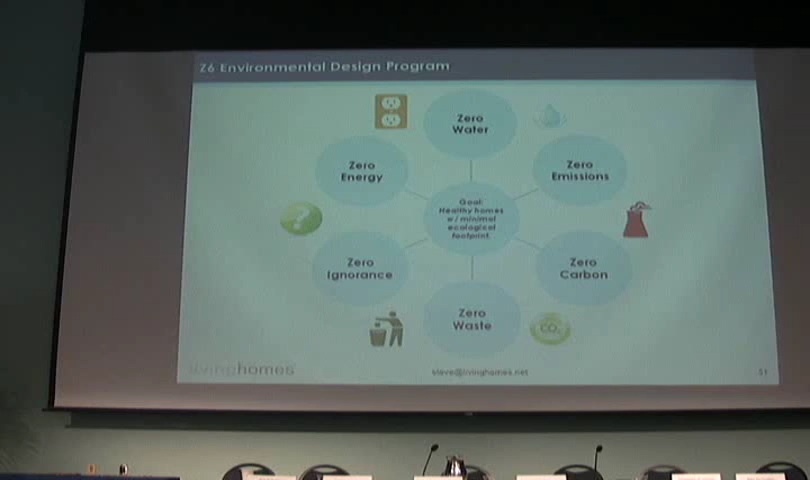 Z6 Environmental Design Program
Zero
Water
Zero
Energy
Zero
Emissions
Goal:
Healthy homes
w / minimal
ecological
footprint.
Zero
Ignorance
Zero
Carbon
Zero
Waste
?
CO₂
livinghomes
steve@livinghomes.net
51